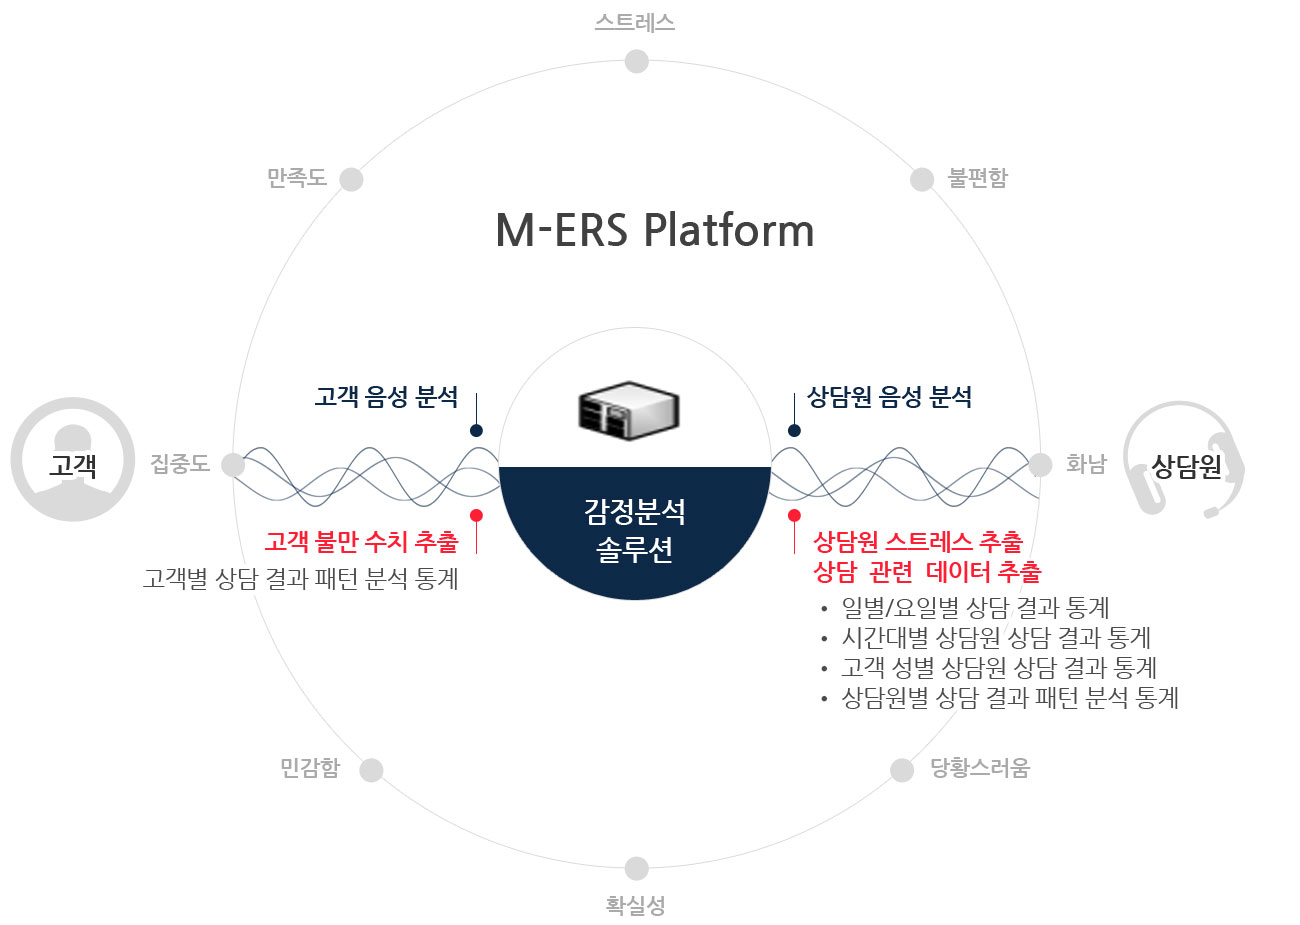 스트레스
만족도
불편함
M-ERS Platform
고객 음성 분석
상담원 음성 분석
고객
집중도
화남
상담원
감정분석
솔루션
고객 불만 수치 추출
고객별 상담 결과 패턴 분석 통계
상담원 스트레스 추출
상담 관련 데이터 추출
• 일별/요일별 상담 결과 통계
• 시간대별 상담원 상담 결과 통게
• 고객 성별 상담원 상담 결과 통계
• 상담원별 상담 결과 패턴 분석 통계
민감함
당황스러움
확실성